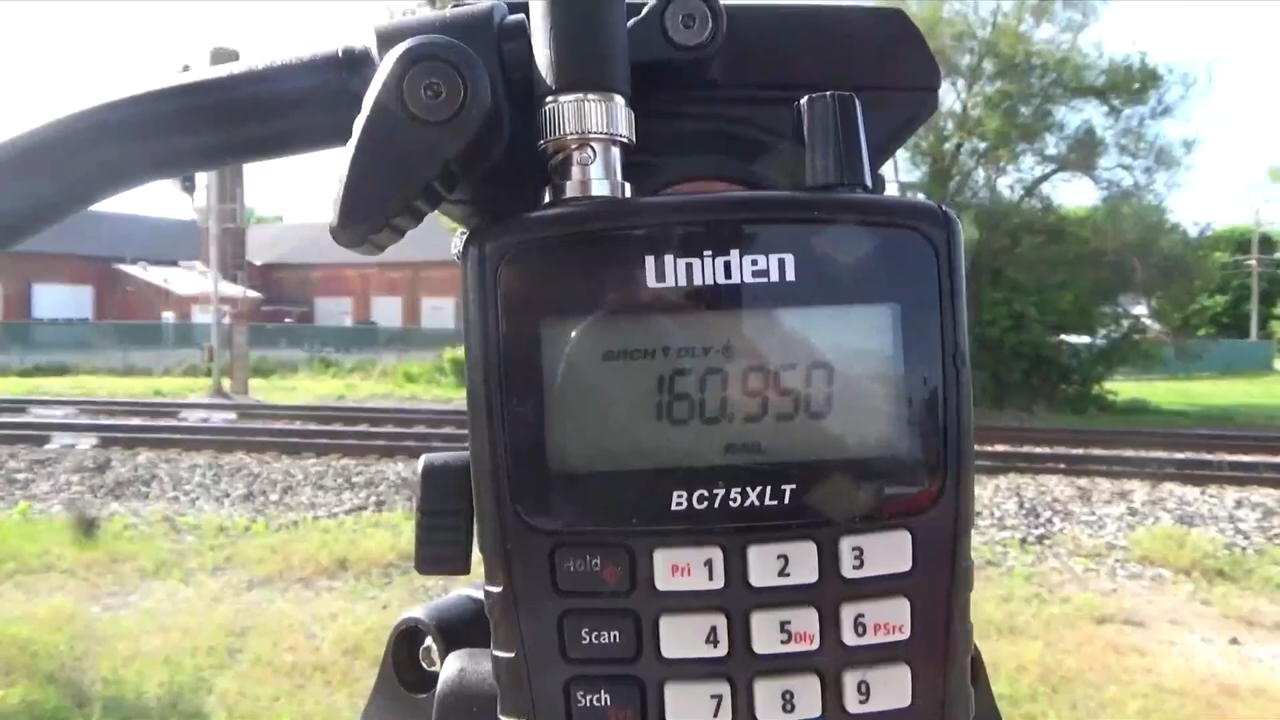 Uniden
SRCH DLY
160.950
RAIL
BC75XLT
Hold Pri 1 2 3
Scan 4 5 Dly 6 PSrc
Srch 7 8 9